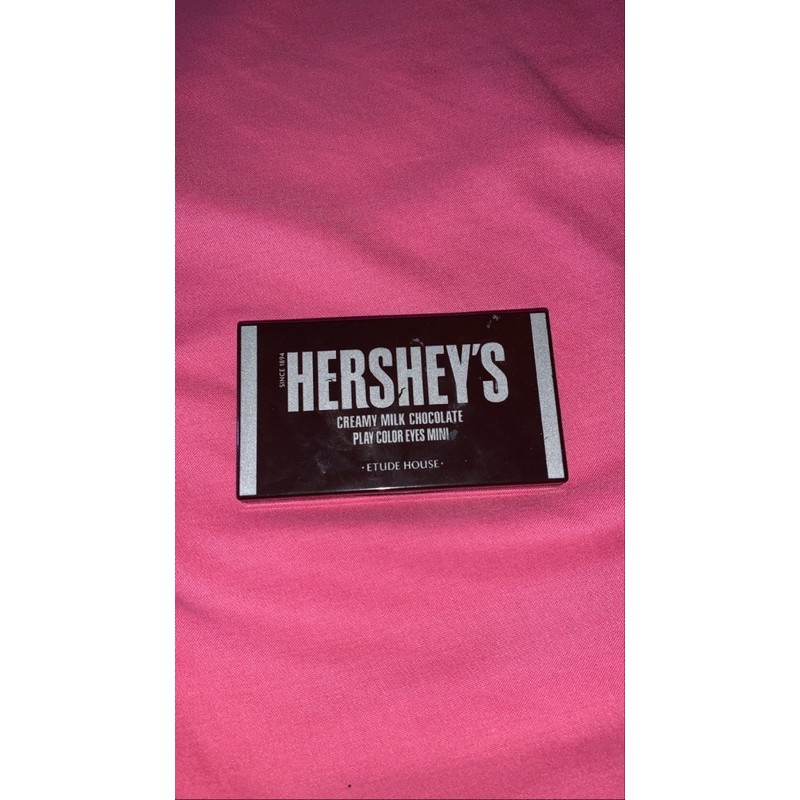 SINCE 1894
HERSHEY'S
CREAMY MILK CHOCOLATE
PLAY COLOR EYES MINI
· ETUDE HOUSE ·